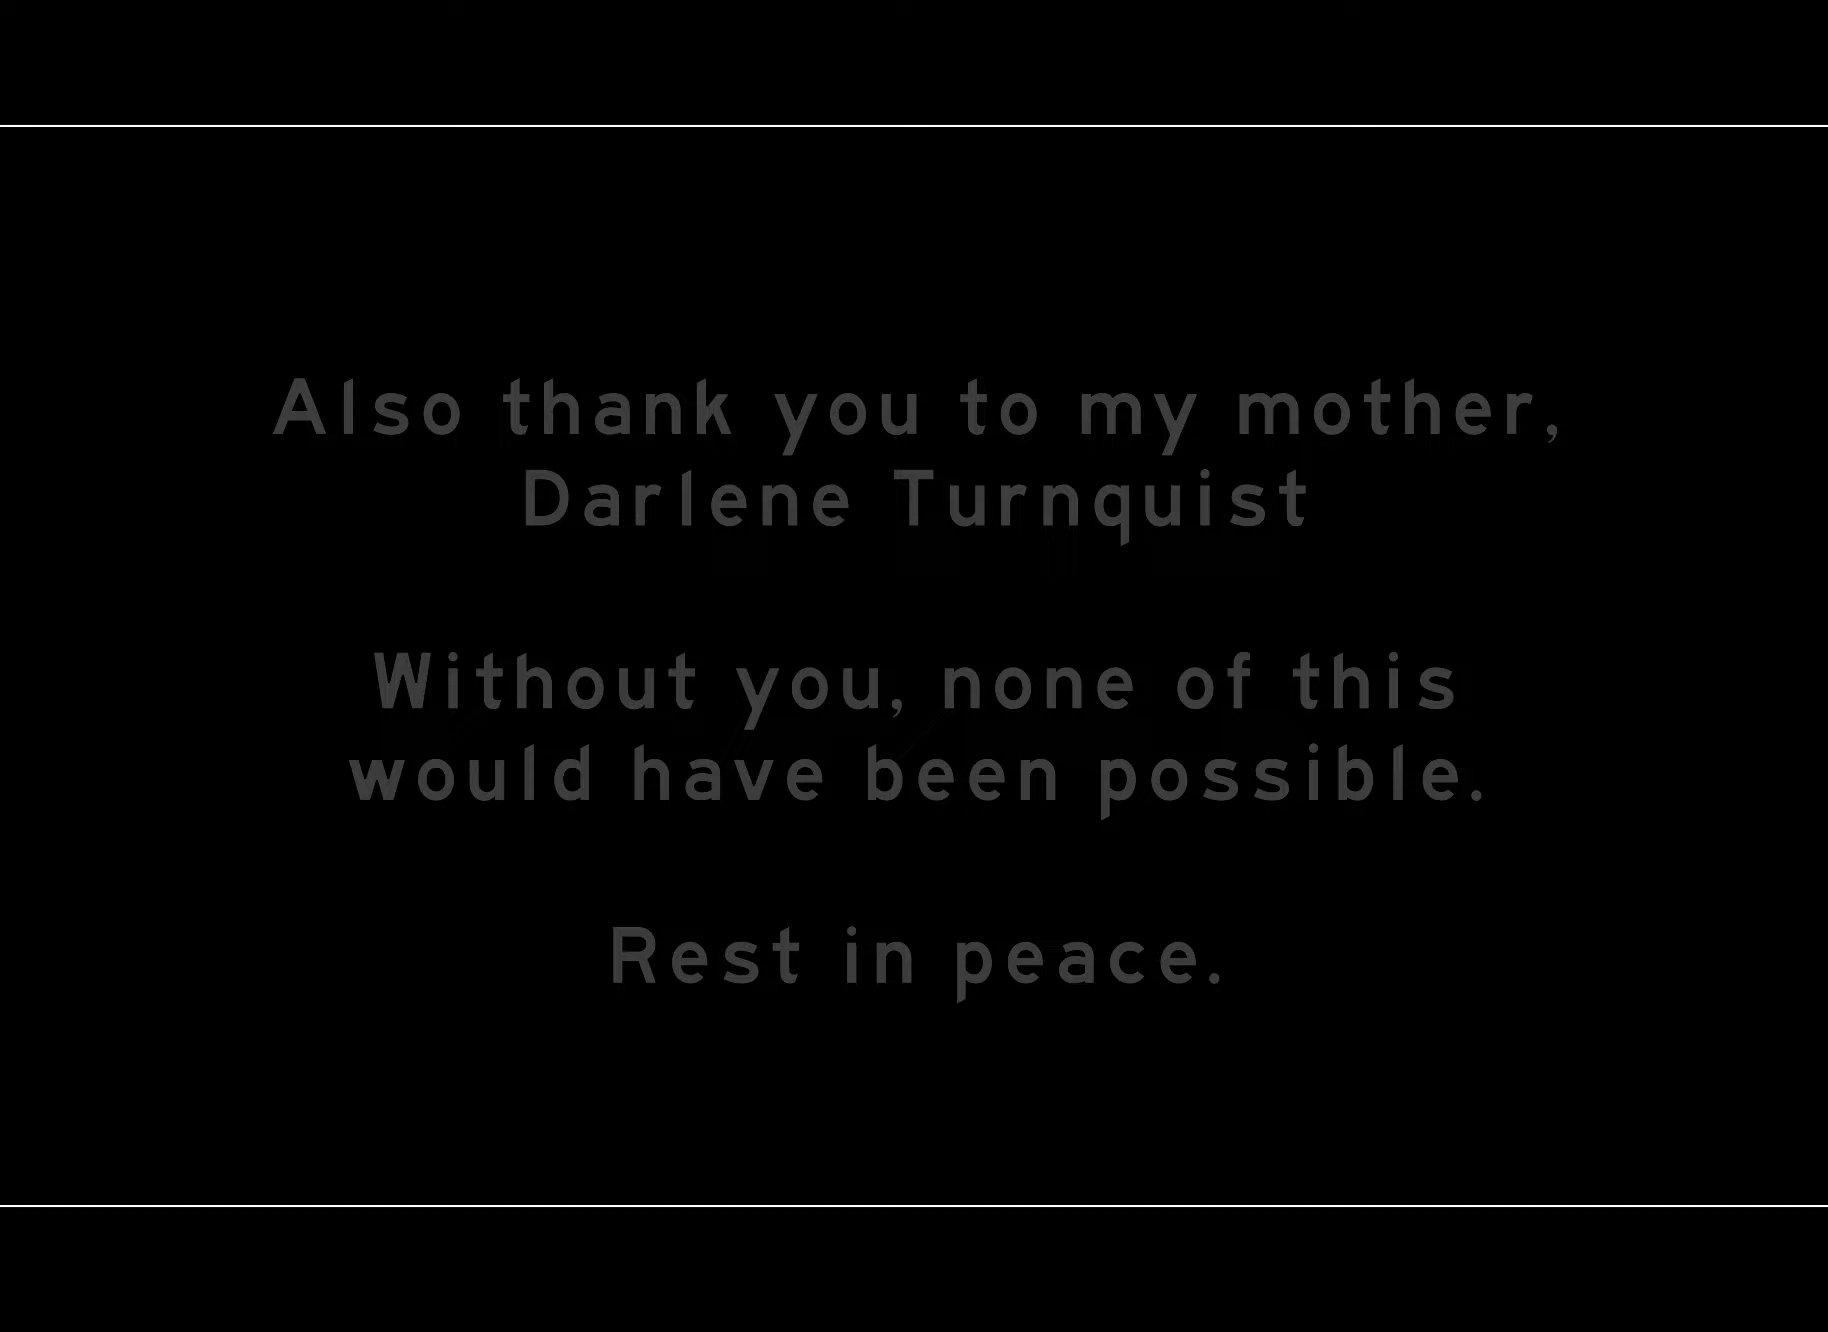 Also thank you to my mother,
Darlene Turnquist
Without you, none of this
would have been possible.
Rest in peace.